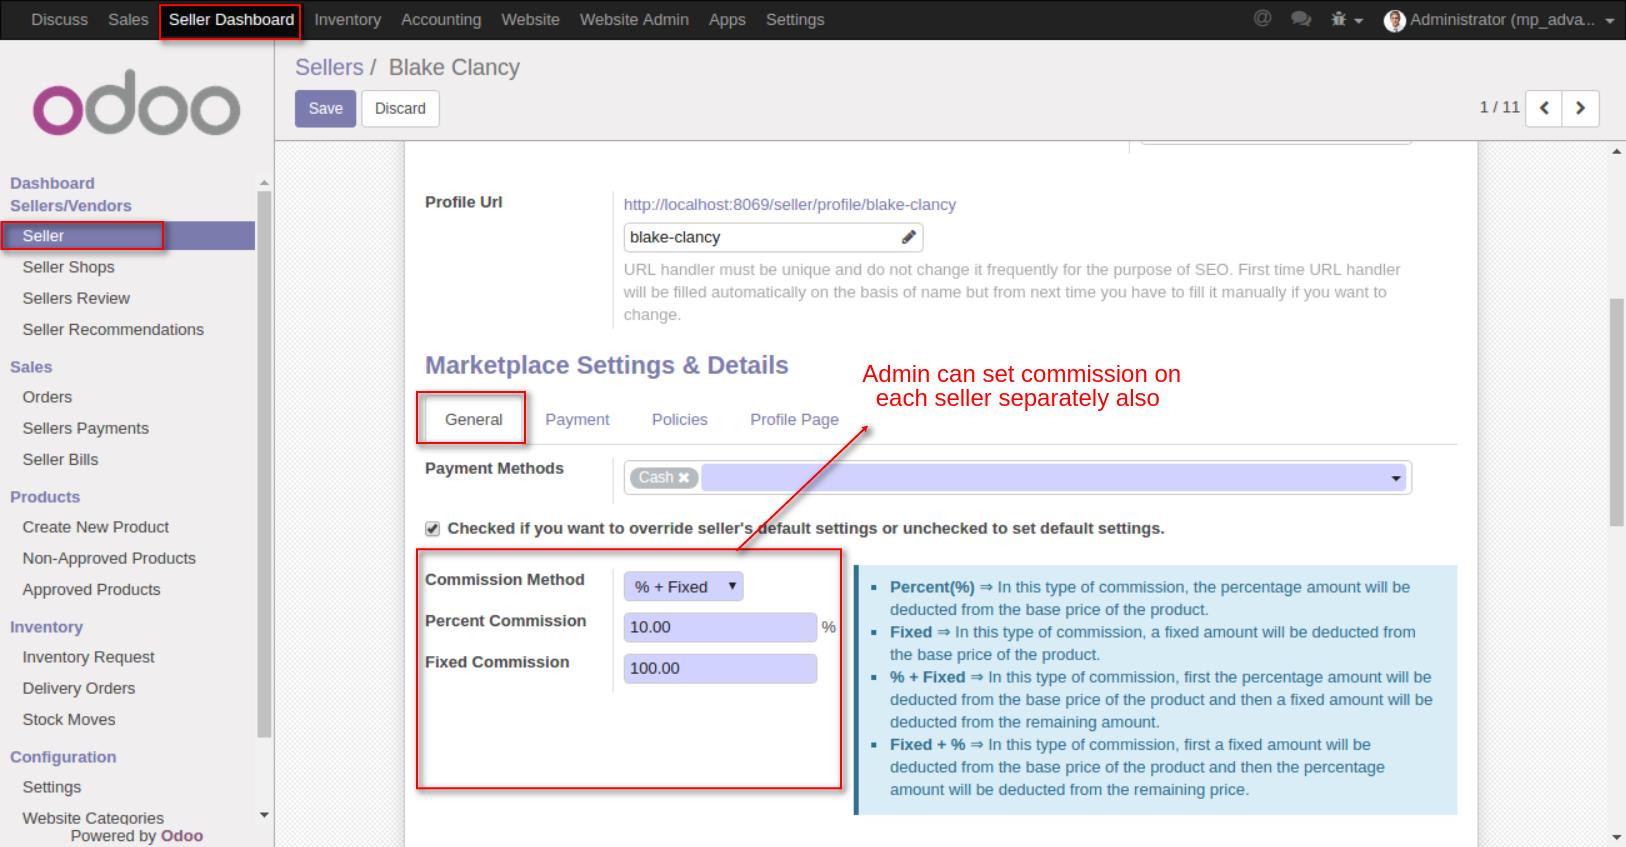 Discuss Sales Seller Dashboard Inventory Accounting Website Website Admin Apps Settings @ Administrator (mp_adva...
odoo
Sellers / Blake Clancy
Save Discard 1 / 11
Dashboard
Sellers/Vendors
Seller
Seller Shops
Sellers Review
Seller Recommendations
Sales
Orders
Sellers Payments
Seller Bills
Products
Create New Product
Non-Approved Products
Approved Products
Inventory
Inventory Request
Delivery Orders
Stock Moves
Configuration
Settings
Website Categories
Powered by Odoo
Profile Url
http://localhost:8069/seller/profile/blake-clancy
blake-clancy
URL handler must be unique and do not change it frequently for the purpose of SEO. First time URL handler
will be filled automatically on the basis of name but from next time you have to fill it manually if you want to
change.
Marketplace Settings & Details
Admin can set commission on
each seller separately also
General Payment Policies Profile Page
Payment Methods Cash ✖
Checked if you want to override seller's default settings or unchecked to set default settings.
Commission Method % + Fixed
Percent Commission 10.00 %
Fixed Commission 100.00
Percent(%) ⇒ In this type of commission, the percentage amount will be
deducted from the base price of the product.
Fixed ⇒ In this type of commission, a fixed amount will be deducted from
the base price of the product.
% + Fixed ⇒ In this type of commission, first the percentage amount will be
deducted from the base price of the product and then a fixed amount will be
deducted from the remaining amount.
Fixed + % ⇒ In this type of commission, first a fixed amount will be
deducted from the base price of the product and then the percentage
amount will be deducted from the remaining price.